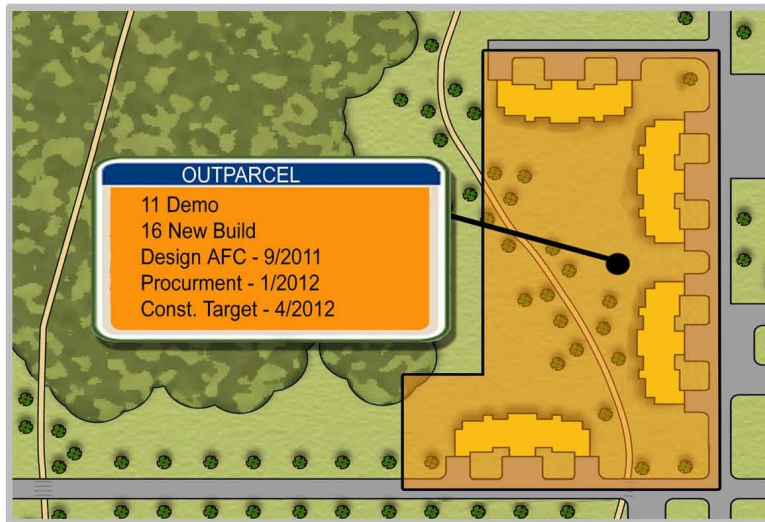 OUTPARCEL
11 Demo
16 New Build
Design AFC - 9/2011
Procurment - 1/2012
Const. Target - 4/2012